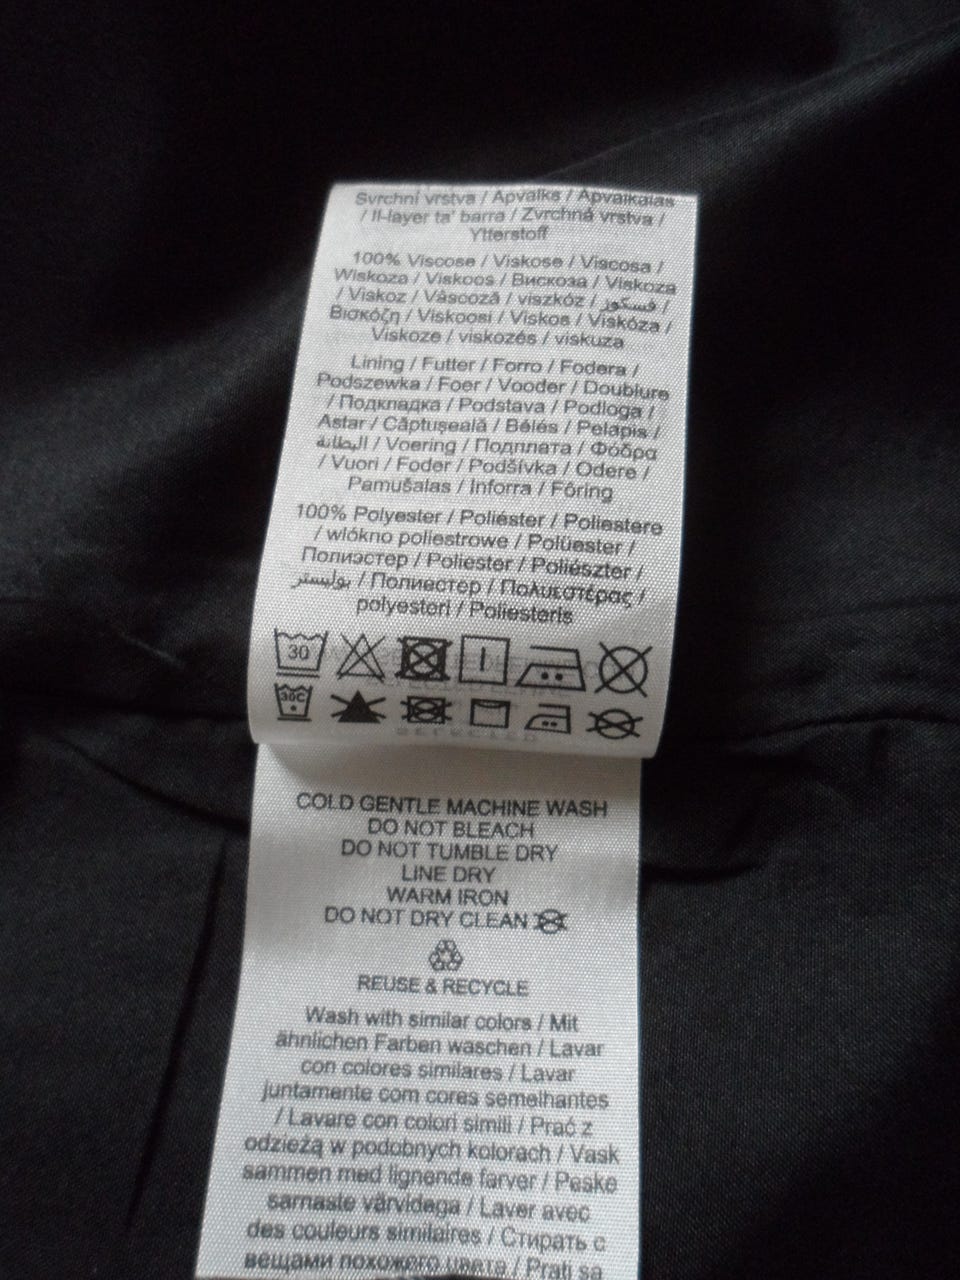 Svrchní vrstva / Apvalks / Apvalkalas
/ Il-layer ta' barra / Zvrchná vrstva /
Ytterstoff
100% Viscose / Viskose / Viscosa /
Wiskoza / Viskoos / Вискоза / Viskoza
/ Viskoz / Vâscoză / viszkóz / فسكوز /
Βισκόζη / Viskoosi / Viskos / Viskóza /
Viskoze / viskozės / viskuza
Lining / Futter / Forro / Fodera /
Podszewka / Foer / Vooder / Doublure
/ Подкладка / Podstava / Podloga /
Astar / Căptușeală / Bélés / Pelapis /
البطانة / Voering / Подплата / Φόδρα
/ Vuori / Foder / Podšívka / Odere /
Pamušalas / Inforra / Fôring
100% Polyester / Poliéster / Poliestere
/ włókno poliestrowe / Polüester /
Полиэстер / Poliester / Poliészter /
بوليستر / Полиестер / Πολυεστέρας /
polyesteri / Poliesteris
30
30C
COLD GENTLE MACHINE WASH
DO NOT BLEACH
DO NOT TUMBLE DRY
LINE DRY
WARM IRON
DO NOT DRY CLEAN
REUSE & RECYCLE
Wash with similar colors / Mit
ähnlichen Farben waschen / Lavar
con colores similares / Lavar
juntamente com cores semelhantes
/ Lavare con colori simili / Prać z
odzieżą w podobnych kolorach / Vask
sammen med lignende farver / Peske
sarnaste värvidega / Laver avec
des couleurs similaires / Стирать с
вещами похожего цвета / Prati sa